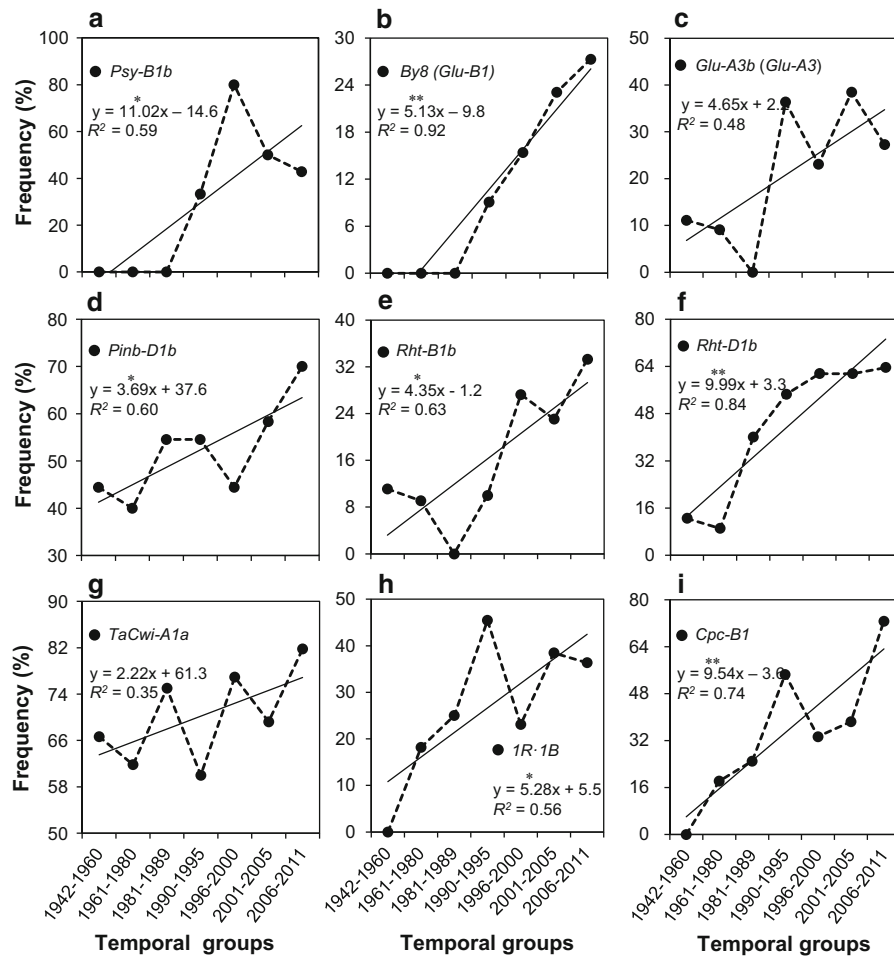 a
b
c
Frequency (%)
100
80
60
40
20
0
Psy-B1b
*
y = 11.02x – 14.6
R² = 0.59
30
24
18
12
6
0
By8 (Glu-B1)
**
y = 5.13x – 9.8
R² = 0.92
50
40
30
20
10
0
Glu-A3b (Glu-A3)
y = 4.65x + 2.
R² = 0.48
d
e
f
Frequency (%)
80
70
60
50
40
30
Pinb-D1b
*
y = 3.69x + 37.6
R² = 0.60
40
32
24
16
8
0
Rht-B1b
*
y = 4.35x - 1.2
R² = 0.63
80
64
48
32
16
0
Rht-D1b
**
y = 9.99x + 3.3
R² = 0.84
g
h
i
Frequency (%)
90
82
74
66
58
50
TaCwi-A1a
y = 2.22x + 61.3
R² = 0.35
50
40
30
20
10
0
1R·1B
*
y = 5.28x + 5.5
R² = 0.56
80
64
48
32
16
0
Cpc-B1
**
y = 9.54x – 3.6
R² = 0.74
1942-1960
1961-1980
1981-1989
1990-1995
1996-2000
2001-2005
2006-2011
1942-1960
1961-1980
1981-1989
1990-1995
1996-2000
2001-2005
2006-2011
1942-1960
1961-1980
1981-1989
1990-1995
1996-2000
2001-2005
2006-2011
Temporal groups
Temporal groups
Temporal groups